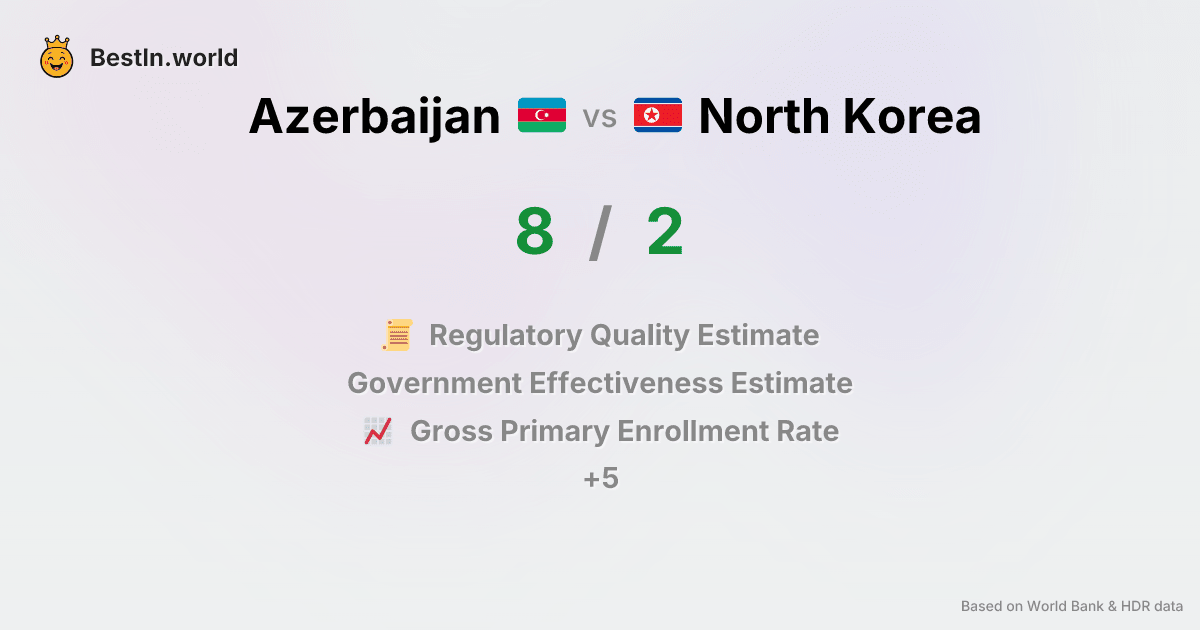 BestIn.world
Azerbaijan vs North Korea
8 / 2
Regulatory Quality Estimate
Government Effectiveness Estimate
Gross Primary Enrollment Rate
+5
Based on World Bank & HDR data